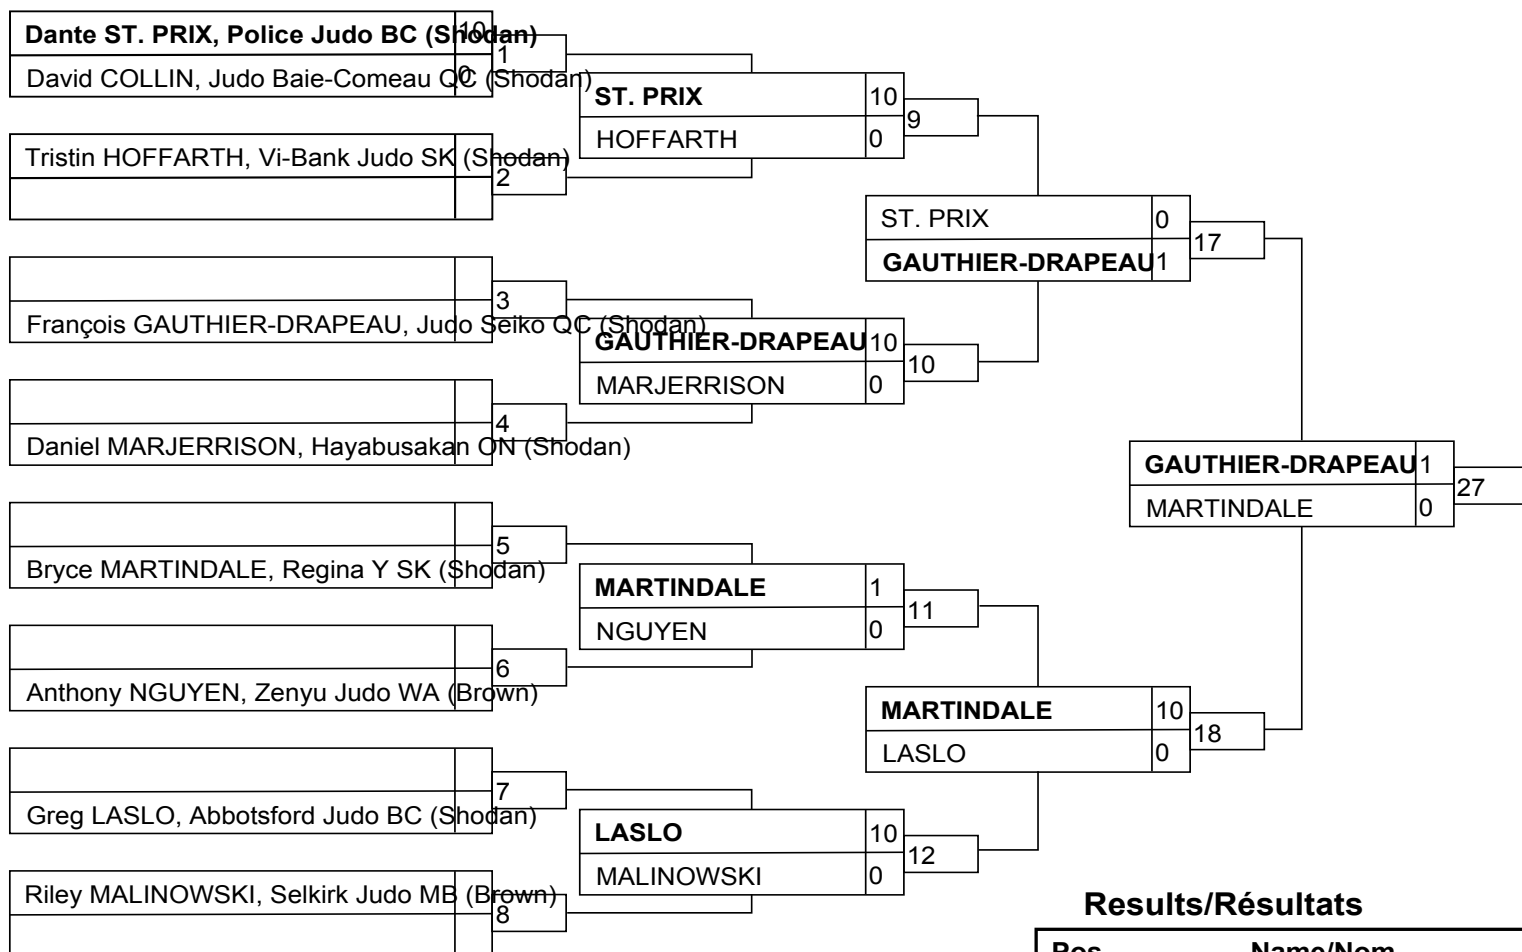 Dante ST. PRIX, Police Judo BC (Shodan) 10
1
David COLLIN, Judo Baie-Comeau QC (Shodan) 0
ST. PRIX 10
9
HOFFARTH 0
Tristin HOFFARTH, Vi-Bank Judo SK (Shodan)
2
ST. PRIX 0
17
GAUTHIER-DRAPEAU 1
3
François GAUTHIER-DRAPEAU, Judo Seiko QC (Shodan)
GAUTHIER-DRAPEAU 10
10
MARJERRISON 0
4
Daniel MARJERRISON, Hayabusakan ON (Shodan)
GAUTHIER-DRAPEAU 1
27
MARTINDALE 0
5
Bryce MARTINDALE, Regina Y SK (Shodan)
MARTINDALE 1
11
NGUYEN 0
6
Anthony NGUYEN, Zenyu Judo WA (Brown)
MARTINDALE 10
18
LASLO 0
7
Greg LASLO, Abbotsford Judo BC (Shodan)
LASLO 10
12
MALINOWSKI 0
Riley MALINOWSKI, Selkirk Judo MB (Brown)
8
Results/Résultats
Pos Name/Nom